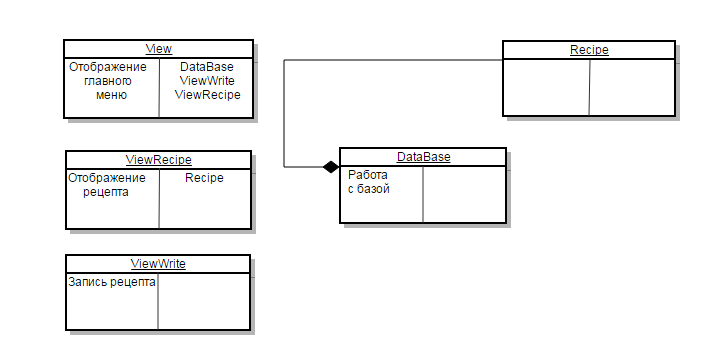 View
Отображение
главного
меню
DataBase
ViewWrite
ViewRecipe
ViewRecipe
Отображение
рецепта
Recipe
ViewWrite
Запись рецепта
Recipe
DataBase
Работа
с базой